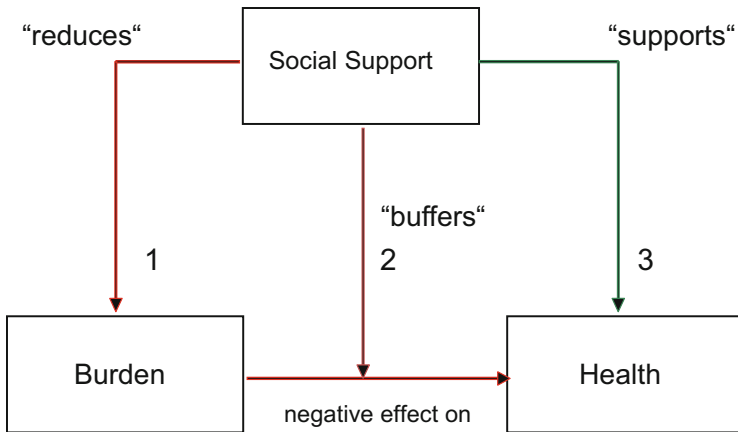 “reduces“
Social Support
“supports“
“buffers“
1
2
3
Burden
Health
negative effect on